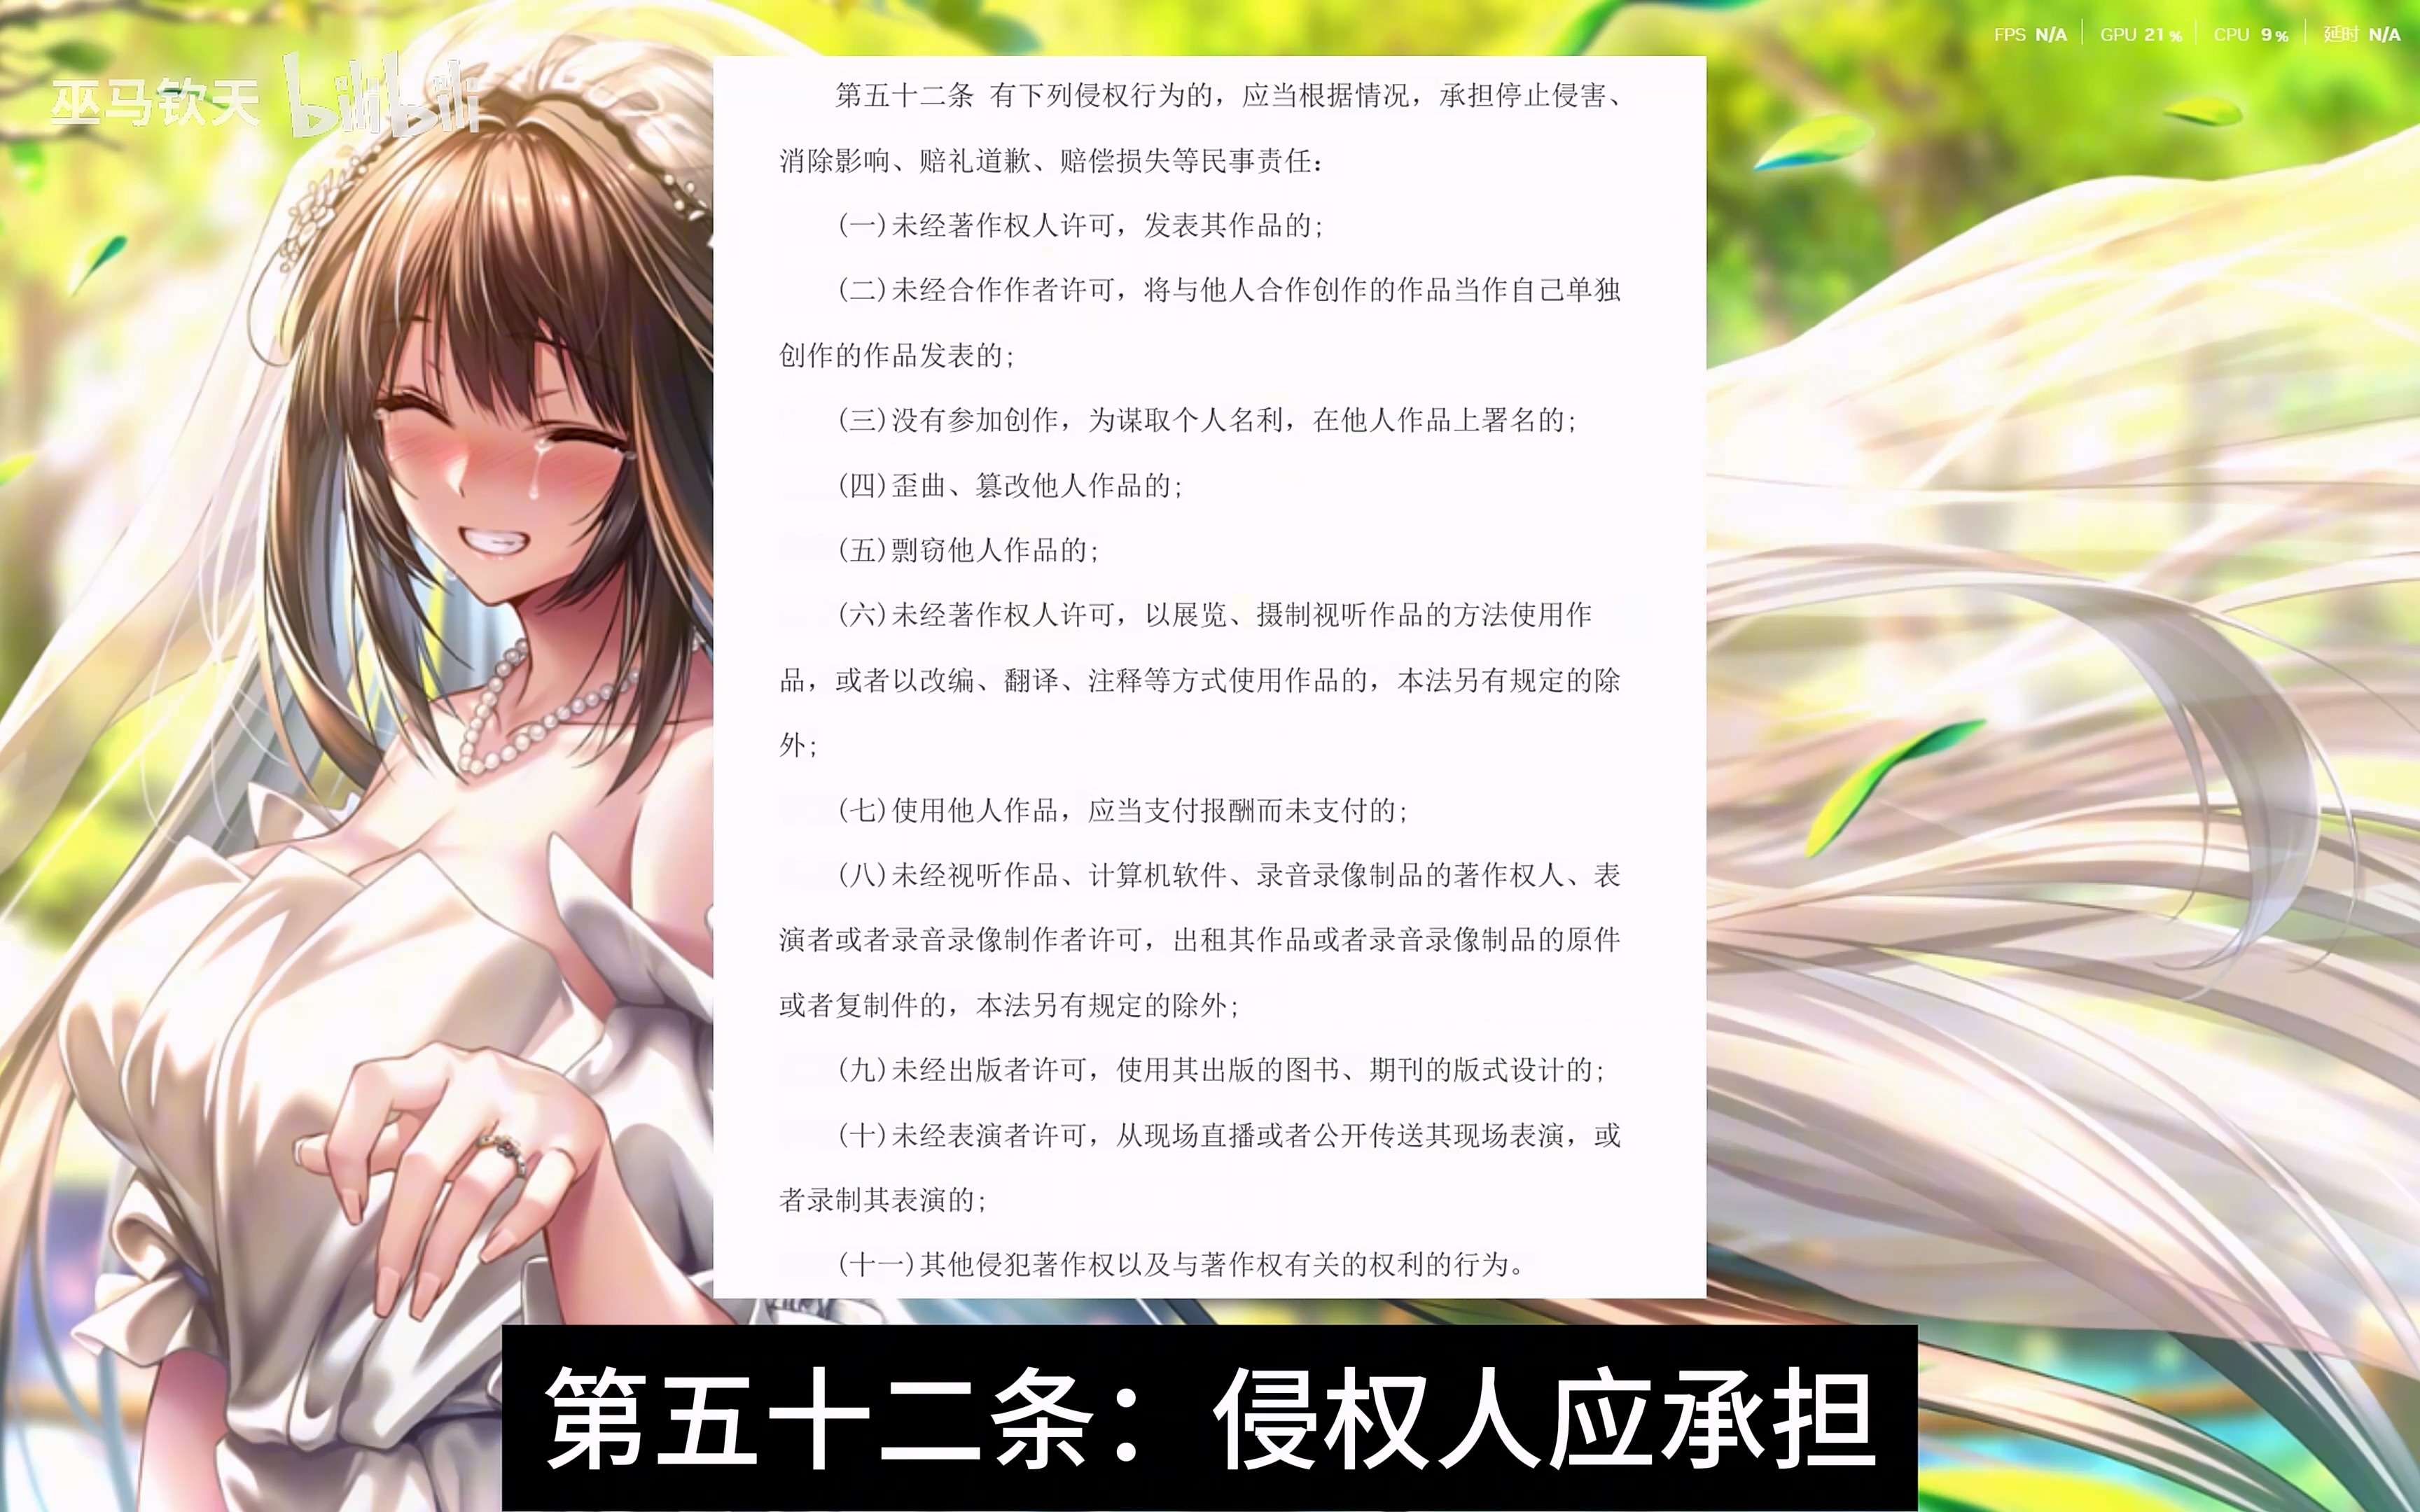 FPS N/A GPU 21% CPU 9% 延时 N/A
巫马钦天 bilibili
第五十二条 有下列侵权行为的，应当根据情况，承担停止侵害、
消除影响、赔礼道歉、赔偿损失等民事责任：
(一)未经著作权人许可，发表其作品的；
(二)未经合作作者许可，将与他人合作创作的作品当作自己单独
创作的作品发表的；
(三)没有参加创作，为谋取个人名利，在他人作品上署名的；
(四)歪曲、篡改他人作品的；
(五)剽窃他人作品的；
(六)未经著作权人许可，以展览、摄制视听作品的方法使用作
品，或者以改编、翻译、注释等方式使用作品的，本法另有规定的除
外；
(七)使用他人作品，应当支付报酬而未支付的；
(八)未经视听作品、计算机软件、录音录像制品的著作权人、表
演者或者录音录像制作者许可，出租其作品或者录音录像制品的原件
或者复制件的，本法另有规定的除外；
(九)未经出版者许可，使用其出版的图书、期刊的版式设计的；
(十)未经表演者许可，从现场直播或者公开传送其现场表演，或
者录制其表演的；
(十一)其他侵犯著作权以及与著作权有关的权利的行为。
第五十二条：侵权人应承担